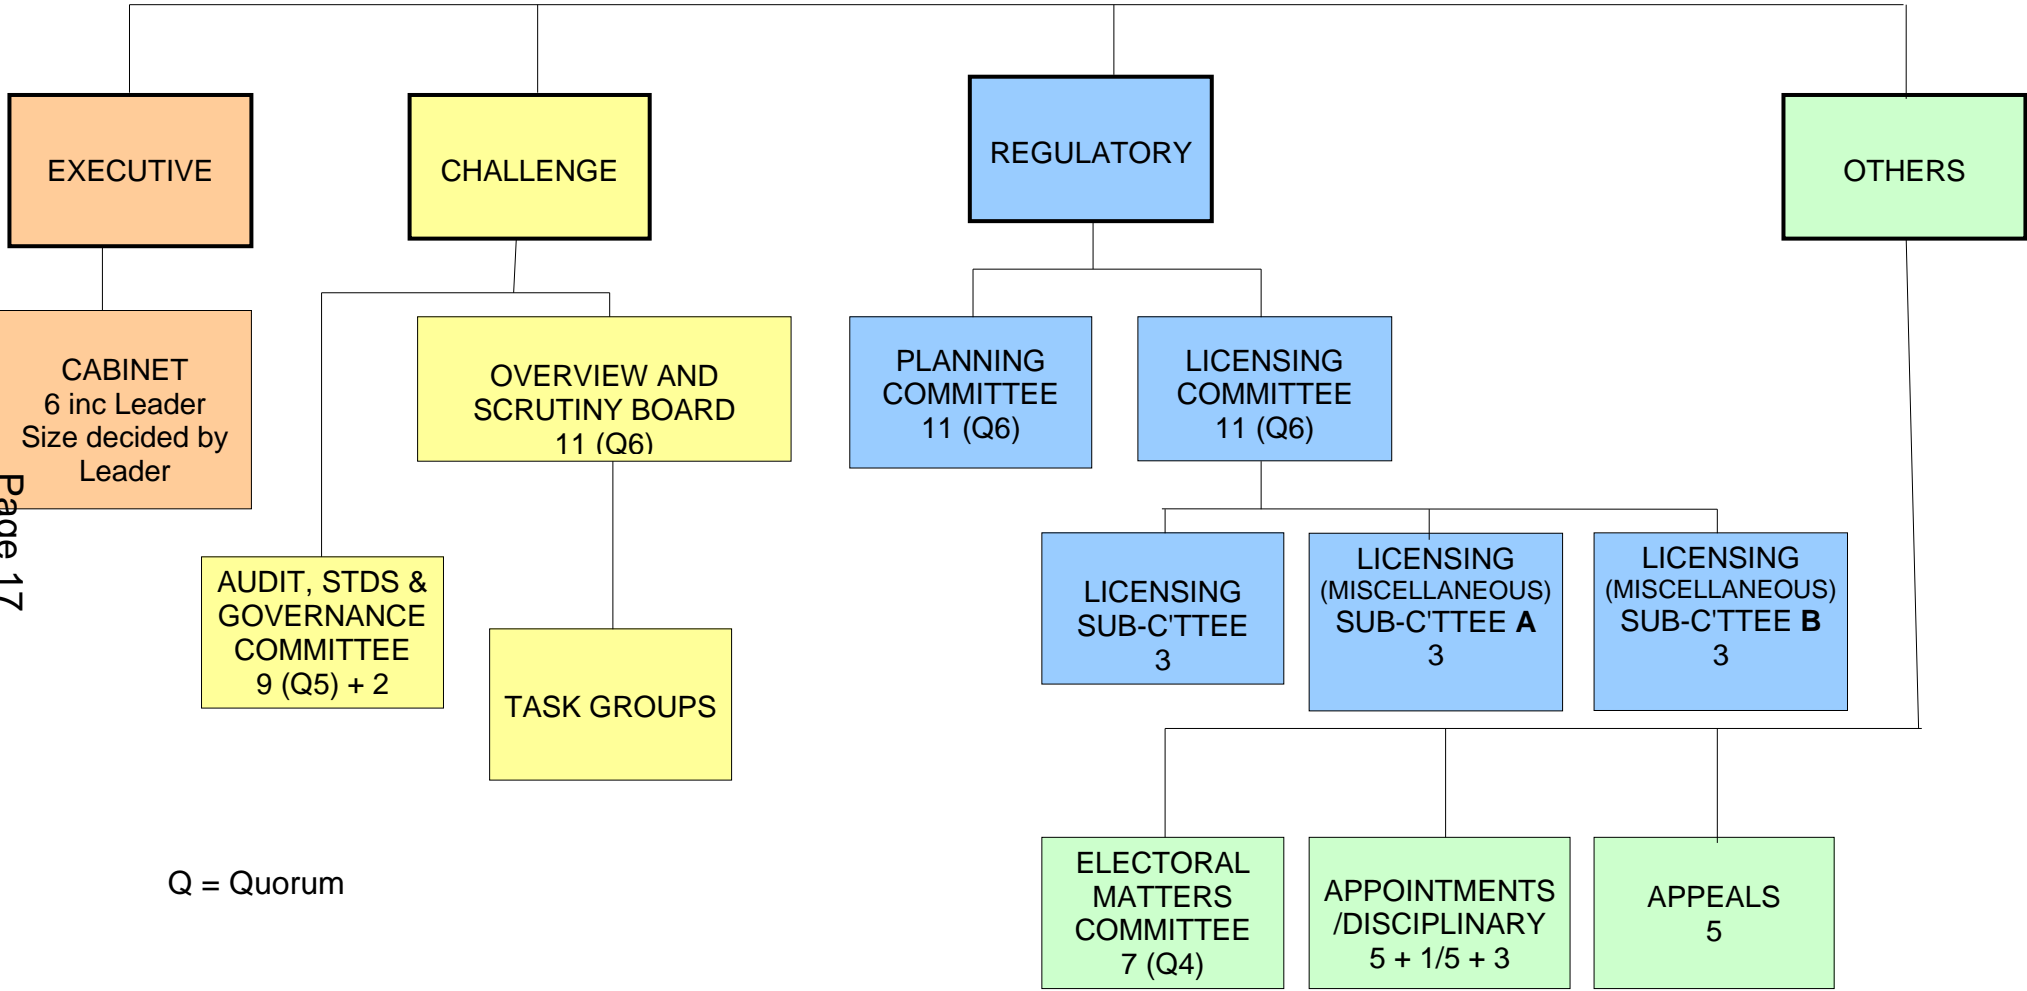 EXECUTIVE
CHALLENGE
REGULATORY
OTHERS
CABINET
6 inc Leader
Size decided by
Leader
OVERVIEW AND
SCRUTINY BOARD
11 (Q6)
PLANNING
COMMITTEE
11 (Q6)
LICENSING
COMMITTEE
11 (Q6)
AUDIT, STDS &
GOVERNANCE
COMMITTEE
9 (Q5) + 2
TASK GROUPS
LICENSING
SUB-C'TTEE
3
LICENSING
(MISCELLANEOUS)
SUB-C'TTEE A
3
LICENSING
(MISCELLANEOUS)
SUB-C'TTEE B
3
ELECTORAL
MATTERS
COMMITTEE
7 (Q4)
APPOINTMENTS
/DISCIPLINARY
5 + 1/5 + 3
APPEALS
5
Q = Quorum
Page 17